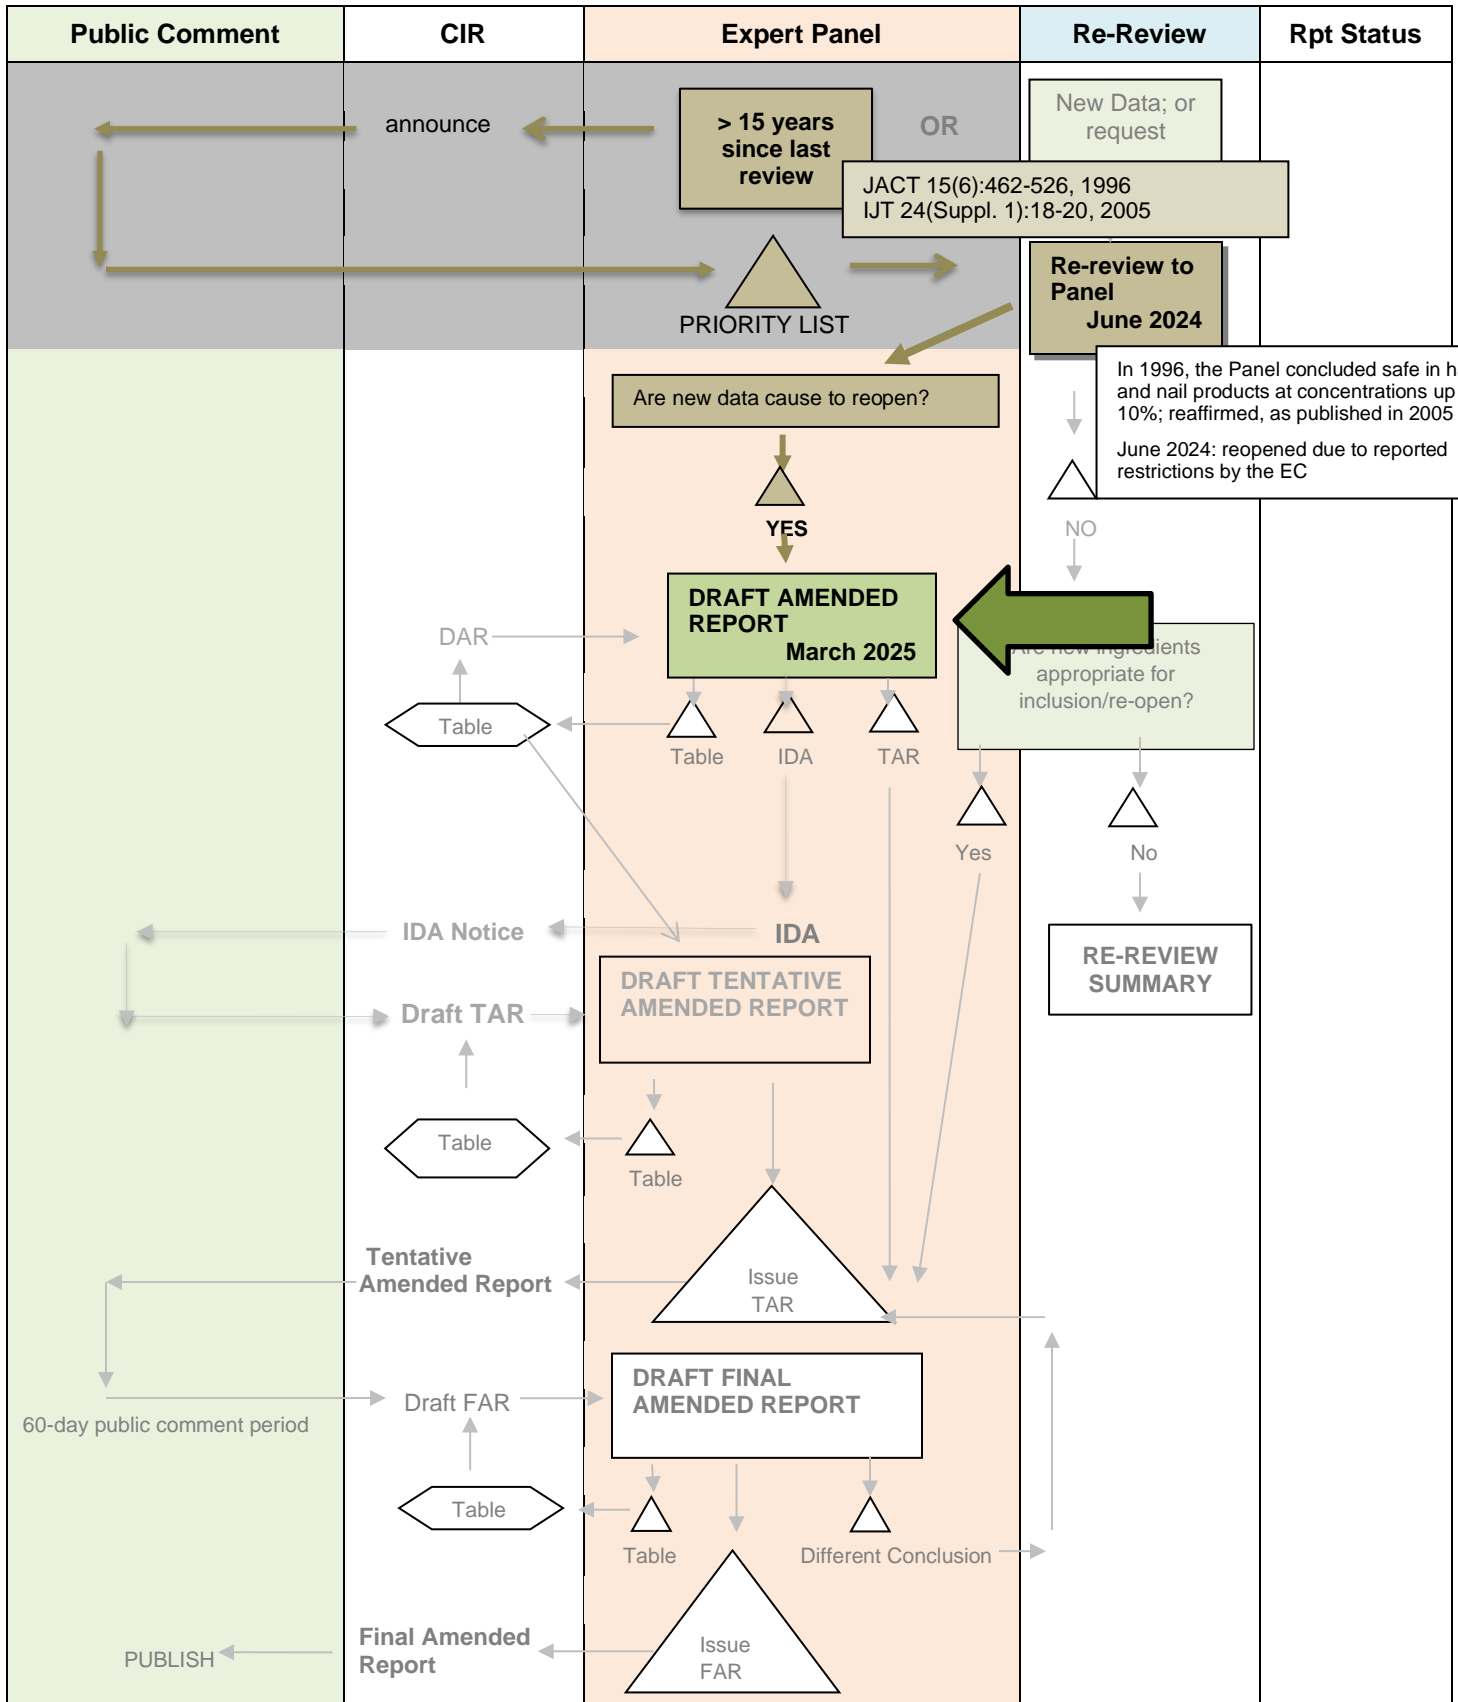 Public Comment
CIR
Expert Panel
Re-Review
Rpt Status
announce
> 15 years
since last
review
OR
New Data; or
request
JACT 15(6):462-526, 1996
IJT 24(Suppl. 1):18-20, 2005
PRIORITY LIST
Re-review to
Panel
June 2024
Are new data cause to reopen?
In 1996, the Panel concluded safe in h
and nail products at concentrations up
10%; reaffirmed, as published in 2005
June 2024: reopened due to reported
restrictions by the EC
YES
NO
DRAFT AMENDED
REPORT
March 2025
DAR
Are new ingredients
appropriate for
inclusion/re-open?
Table
Table
IDA
TAR
Yes
No
IDA Notice
IDA
RE-REVIEW
SUMMARY
DRAFT TENTATIVE
AMENDED REPORT
Draft TAR
Table
Table
Tentative
Amended Report
Issue
TAR
DRAFT FINAL
AMENDED REPORT
Draft FAR
60-day public comment period
Table
Table
Different Conclusion
Final Amended
Report
Issue
FAR
PUBLISH